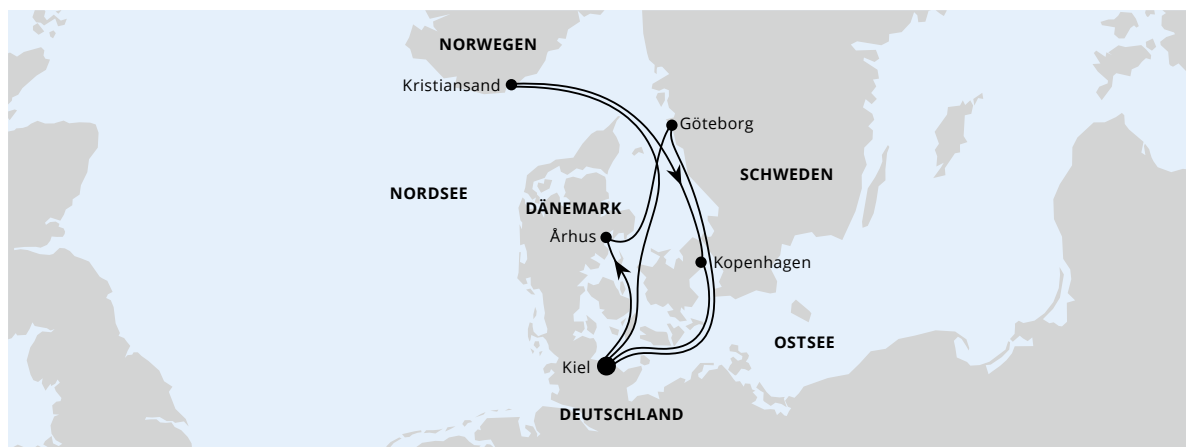 NORWEGEN
Kristiansand
Göteborg
SCHWEDEN
NORDSEE
DÄNEMARK
Århus
Kopenhagen
OSTSEE
Kiel
DEUTSCHLAND